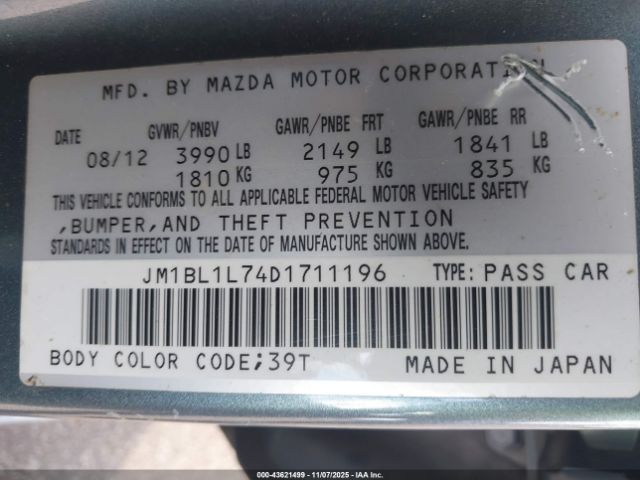 MFD. BY MAZDA MOTOR CORPORATION
DATE GVWR/PNBV GAWR/PNBE FRT GAWR/PNBE RR
08/12 3990 LB 2149 LB 1841 LB
1810 KG 975 KG 835 KG
THIS VEHICLE CONFORMS TO ALL APPLICABLE FEDERAL MOTOR VEHICLE SAFETY
,BUMPER,AND THEFT PREVENTION
STANDARDS IN EFFECT ON THE DATE OF MANUFACTURE SHOWN ABOVE.
JM1BL1L74D1711196 TYPE: PASS CAR
BODY COLOR CODE;39T MADE IN JAPAN
00-43621499 - 11/07/2025 - IAA Inc.